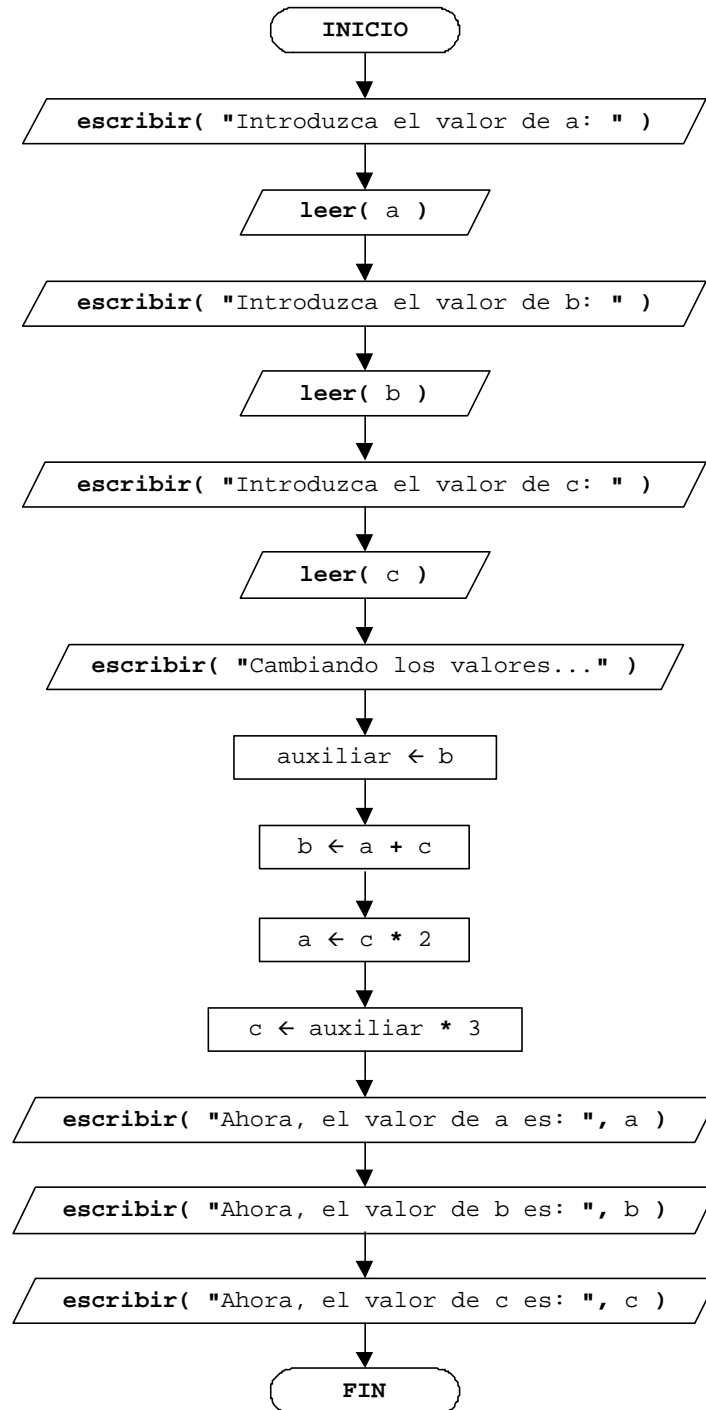 INICIO
escribir( "Introduzca el valor de a: " )
leer( a )
escribir( "Introduzca el valor de b: " )
leer( b )
escribir( "Introduzca el valor de c: " )
leer( c )
escribir( "Cambiando los valores..." )
auxiliar ← b
b ← a + c
a ← c * 2
c ← auxiliar * 3
escribir( "Ahora, el valor de a es: ", a )
escribir( "Ahora, el valor de b es: ", b )
escribir( "Ahora, el valor de c es: ", c )
FIN